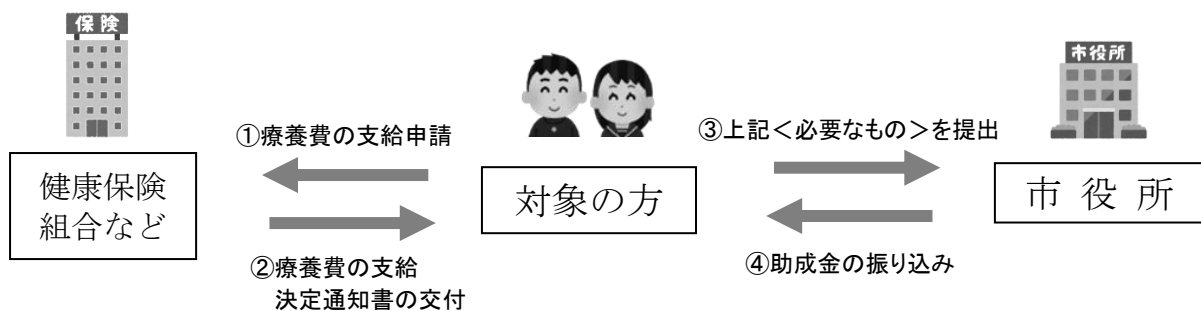 保険
市役所
①療養費の支給申請
③上記＜必要なもの＞を提出
健康保険
組合など
対象の方
市役所
②療養費の支給
決定通知書の交付
④助成金の振り込み